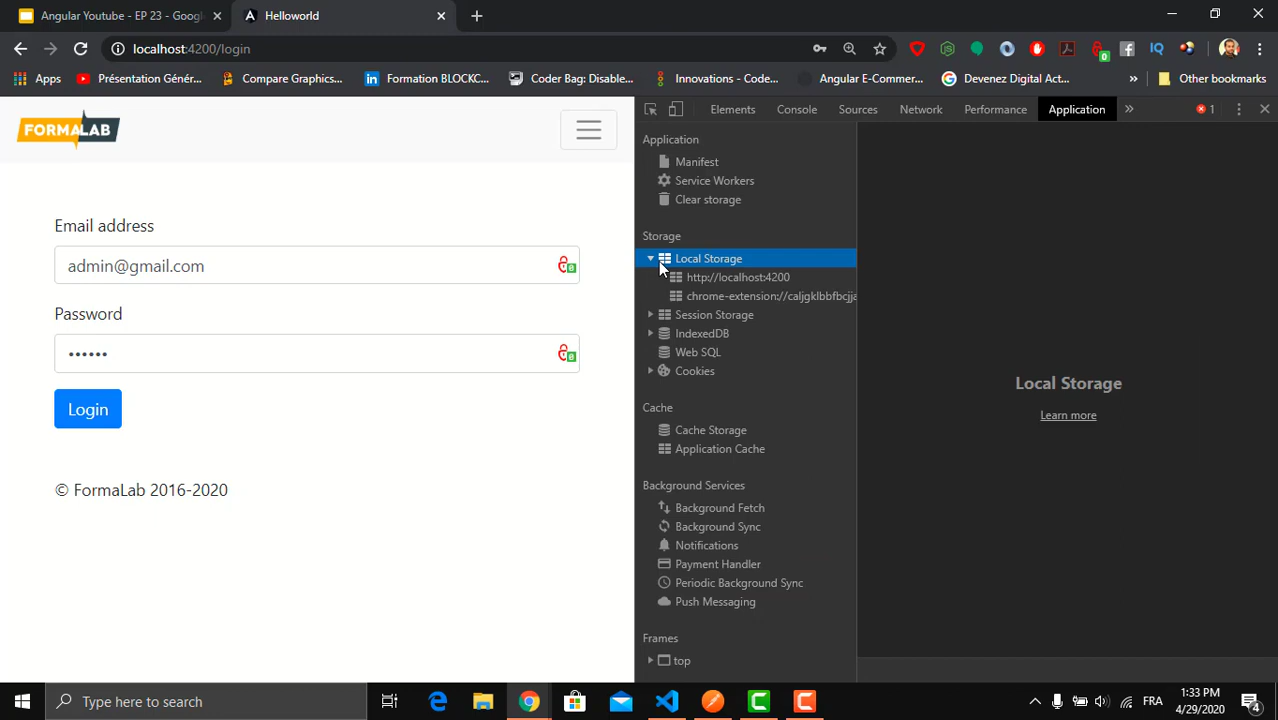 Angular Youtube - EP 23 - Googl
Helloworld
localhost:4200/login
Apps
Présentation Génér...
Compare Graphics...
Formation BLOCKC...
Coder Bag: Disable...
Innovations - Code...
Angular E-Commer...
Devenez Digital Act...
»
Other bookmarks
FORMALAB
Elements
Console
Sources
Network
Performance
Application
»
1
Application
Manifest
Service Workers
Clear storage
Storage
Local Storage
http://localhost:4200
chrome-extension://caljgklbbfbcjja
Session Storage
IndexedDB
Web SQL
Cookies
Cache
Cache Storage
Application Cache
Background Services
Background Fetch
Background Sync
Notifications
Payment Handler
Periodic Background Sync
Push Messaging
Frames
top
Local Storage
Learn more
Email address
admin@gmail.com
Password
••••••
Login
© FormaLab 2016-2020
Type here to search
FRA
1:33 PM
4/29/2020
4